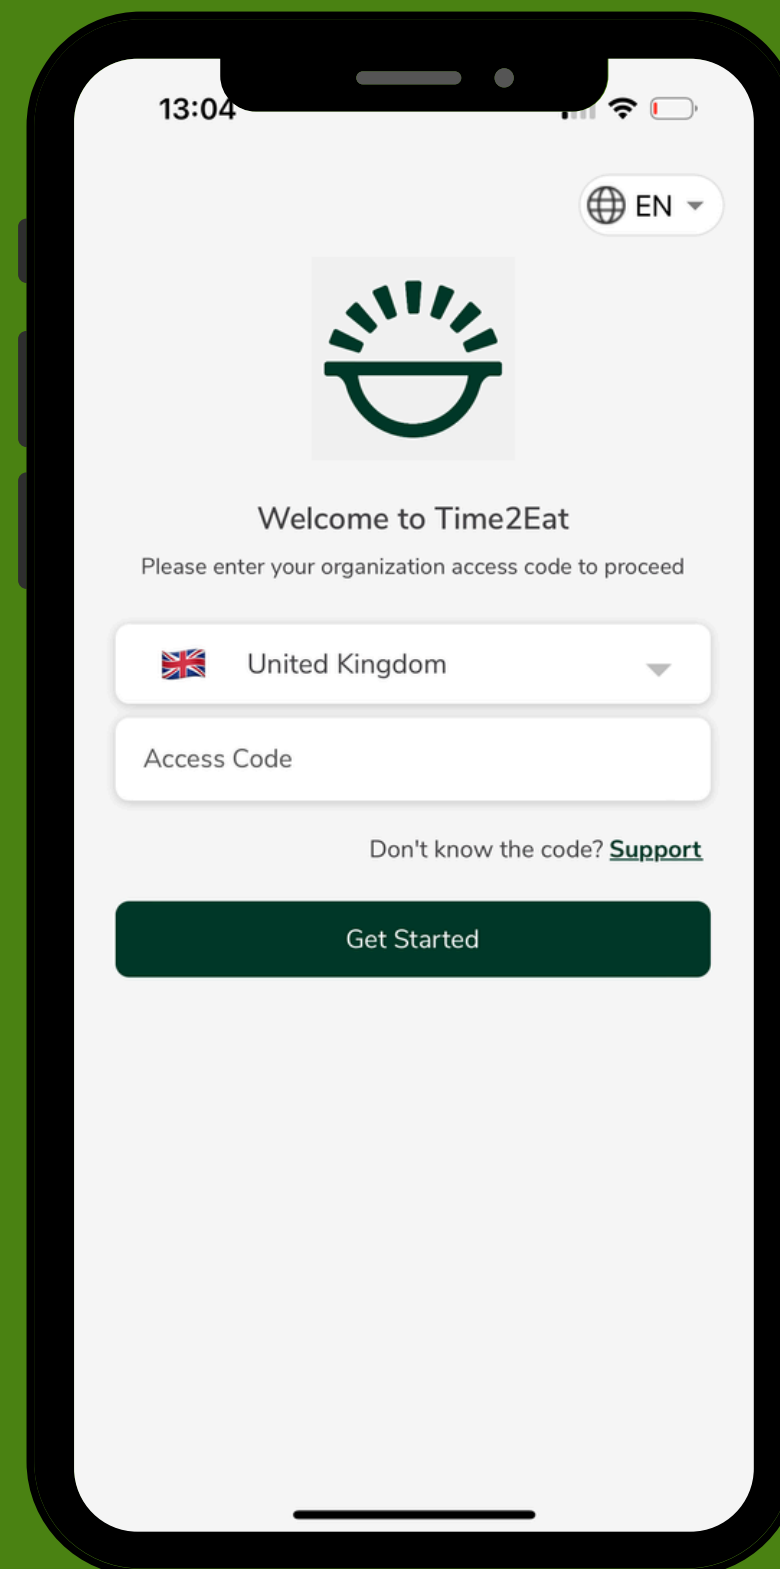 13:04
EN
Welcome to Time2Eat
Please enter your organization access code to proceed
United Kingdom
Access Code
Don't know the code? Support
Get Started